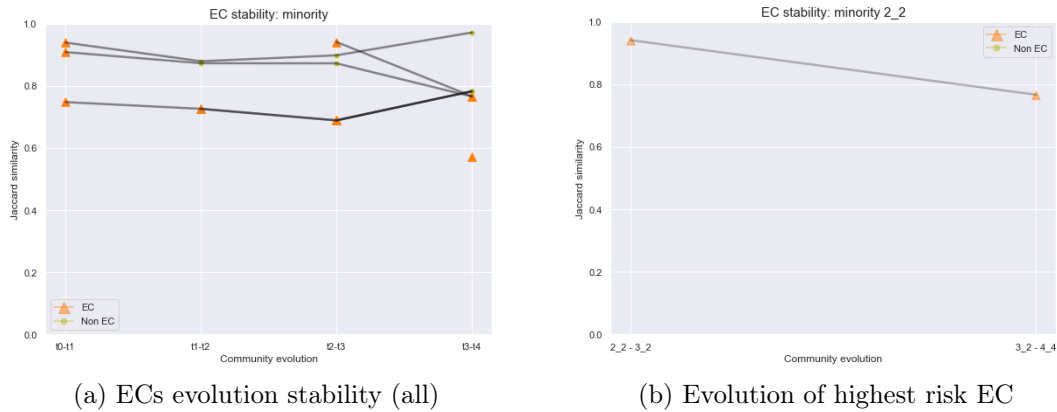 EC stability: minority
1.0
0.8
0.6
0.4
0.2
0.0
Jaccard similarity
EC
Non EC
t0-t1
t1-t2
t2-t3
t3-t4
Community evolution
(a) ECs evolution stability (all)
EC stability: minority 2_2
1.0
0.8
0.6
0.4
0.2
0.0
Jaccard similarity
EC
Non EC
2_2 - 3_2
3_2 - 4_4
Community evolution
(b) Evolution of highest risk EC